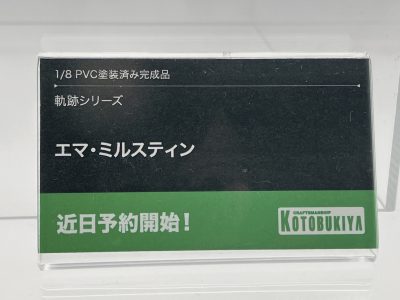 1/8 PVC塗装済み完成品
軌跡シリーズ
エマ・ミルスティン
近日予約開始！
CRAFTSMANSHIP
KOTOBUKIYA